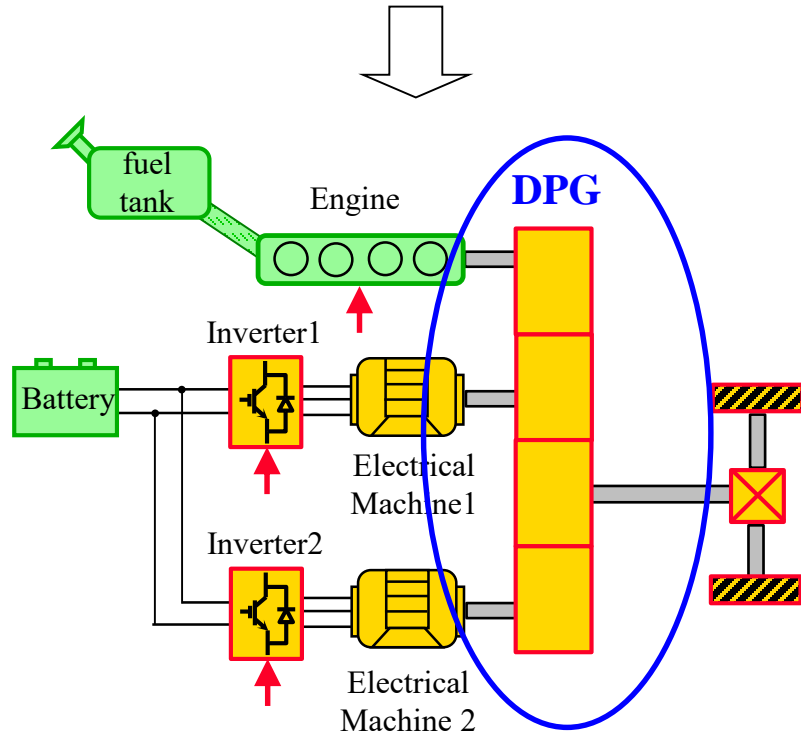 fuel
tank
Engine
DPG
Inverter1
Battery
Electrical
Machine1
Inverter2
Electrical
Machine 2